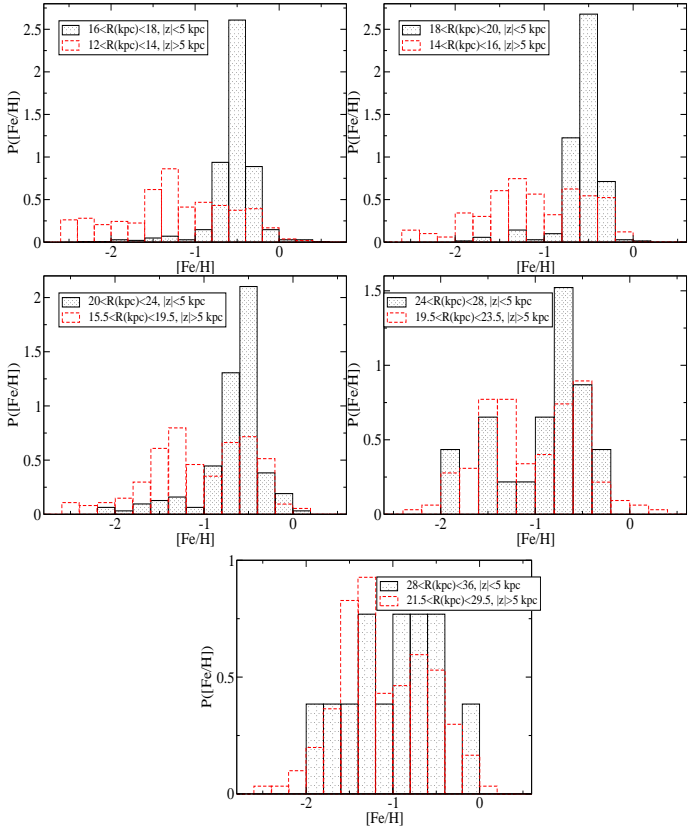 16<R(kpc)<18, |z|<5 kpc
12<R(kpc)<14, |z|>5 kpc
2.5
2
1.5
1
0.5
0
P([Fe/H])
-2
-1
0
[Fe/H]
18<R(kpc)<20, |z|<5 kpc
14<R(kpc)<16, |z|>5 kpc
2.5
2
1.5
1
0.5
0
P([Fe/H])
-2
-1
0
[Fe/H]
20<R(kpc)<24, |z|<5 kpc
15.5<R(kpc)<19.5, |z|>5 kpc
2
1.5
1
0.5
0
P([Fe/H])
-2
-1
0
[Fe/H]
24<R(kpc)<28, |z|<5 kpc
19.5<R(kpc)<23.5, |z|>5 kpc
1.5
1
0.5
0
P([Fe/H])
-2
-1
0
[Fe/H]
28<R(kpc)<36, |z|<5 kpc
21.5<R(kpc)<29.5, |z|>5 kpc
1
0.5
0
P([Fe/H])
-2
-1
0
[Fe/H]